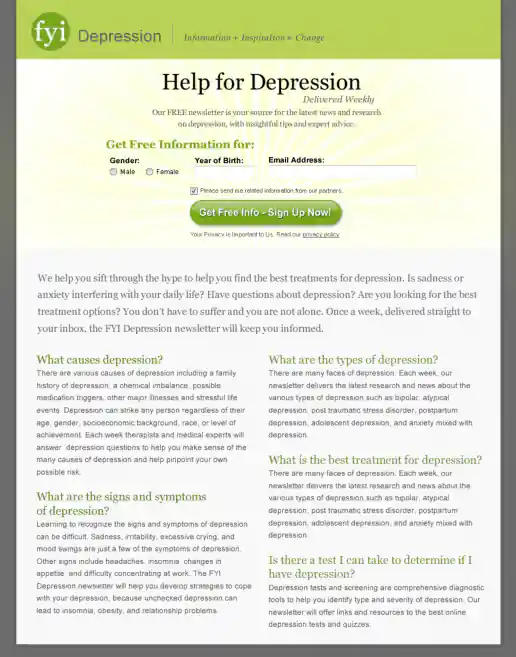 fyi Depression Information + Inspiration = Change
Help for Depression
Delivered Weekly
Our FREE newsletter is your source for the latest news and research
on depression, with insightful tips and expert advice.
Get Free Information for:
Gender: Year of Birth: Email Address:
Male Female
Please send me related information from our partners.
Get Free Info - Sign Up Now!
Your Privacy is Important to Us. Read our privacy policy
We help you sift through the hype to help you find the best treatments for depression. Is sadness or
anxiety interfering with your daily life? Have questions about depression? Are you looking for the best
treatment options? You don't have to suffer and you are not alone. Once a week, delivered straight to
your inbox, the FYI Depression newsletter will keep you informed.
What causes depression?
There are various causes of depression including a family
history of depression, a chemical imbalance, possible
medication triggers, other major illnesses and stressful life
events. Depression can strike any person regardless of their
age, gender, socioeconomic background, race, or level of
achievement. Each week therapists and medical experts will
answer depression questions to help you make sense of the
many causes of depression and help pinpoint your own
possible risk.
What are the signs and symptoms
of depression?
Learning to recognize the signs and symptoms of depression
can be difficult. Sadness, irritability, excessive crying, and
mood swings are just a few of the symptoms of depression.
Other signs include headaches, insomnia, changes in
appetite and difficulty concentrating at work. The FYI
Depression newsletter will help you develop strategies to cope
with your depression, because unchecked depression can
lead to insomnia, obesity, and relationship problems.
What are the types of depression?
There are many faces of depression. Each week, our
newsletter delivers the latest research and news about the
various types of depression such as bipolar, atypical
depression, post traumatic stress disorder, postpartum
depression, adolescent depression, and anxiety mixed with
depression.
What is the best treatment for depression?
There are many faces of depression. Each week, our
newsletter delivers the latest research and news about the
various types of depression such as bipolar, atypical
depression, post traumatic stress disorder, postpartum
depression, adolescent depression, and anxiety mixed with
depression.
Is there a test I can take to determine if I
have depression?
Depression tests and screening are comprehensive diagnostic
tools to help you identify type and severity of depression. Our
newsletter will offer links and resources to the best online
depression tests and quizzes.